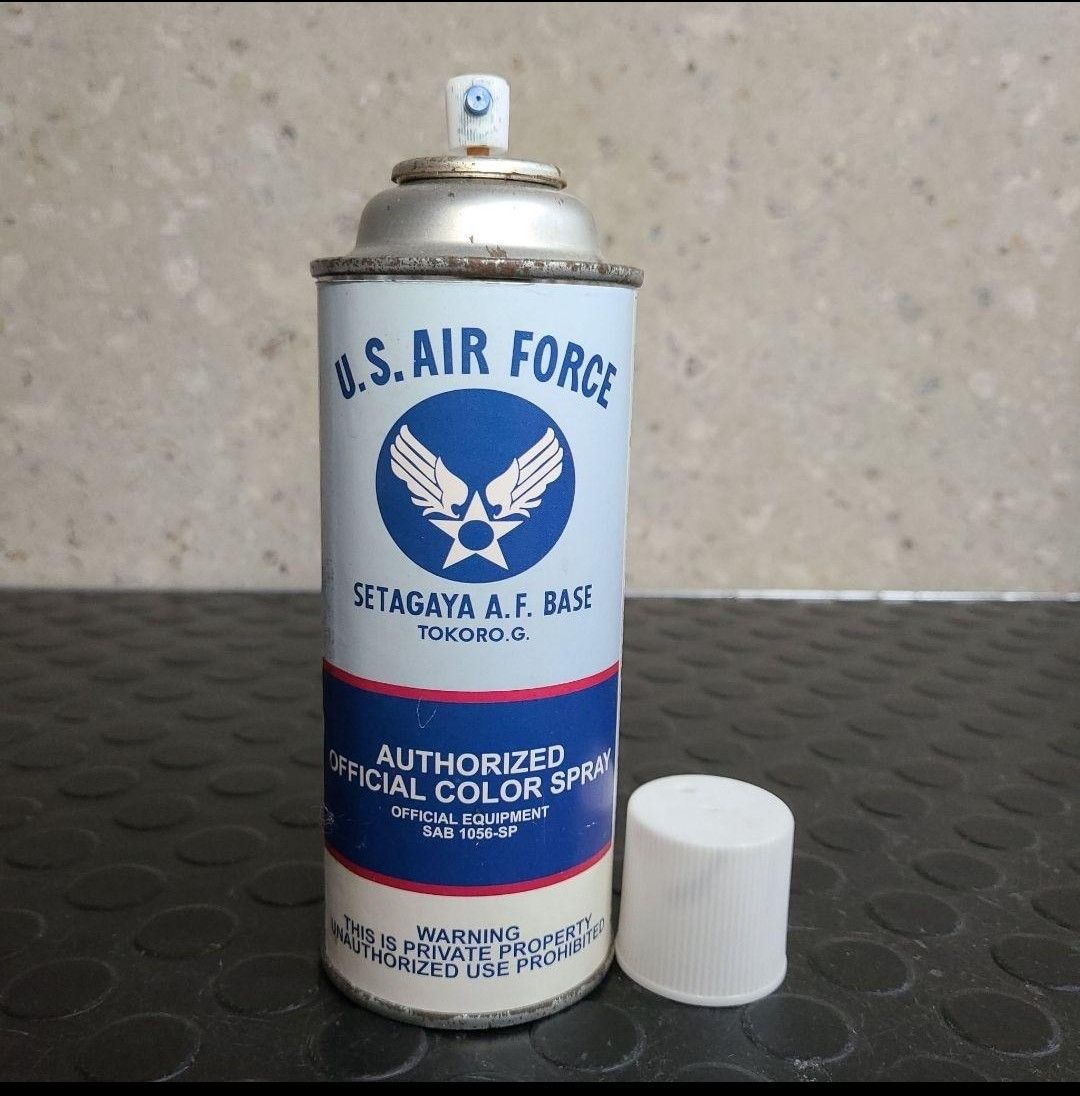 U.S. AIR FORCE
SETAGAYA A.F. BASE
TOKORO.G.
AUTHORIZED
OFFICIAL COLOR SPRAY
OFFICIAL EQUIPMENT
SAB 1056-SP
WARNING
THIS IS PRIVATE PROPERTY
UNAUTHORIZED USE PROHIBITED